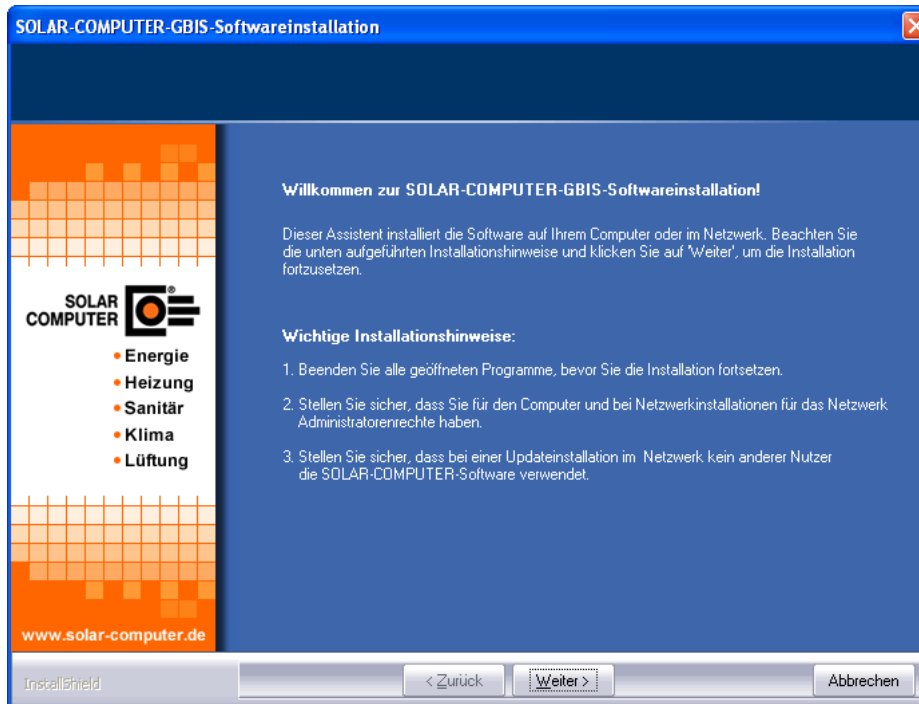 SOLAR-COMPUTER-GBIS-Softwareinstallation
Willkommen zur SOLAR-COMPUTER-GBIS-Softwareinstallation!
Dieser Assistent installiert die Software auf Ihrem Computer oder im Netzwerk. Beachten Sie
die unten aufgeführten Installationshinweise und klicken Sie auf 'Weiter', um die Installation
fortzusetzen.
Wichtige Installationshinweise:
1. Beenden Sie alle geöffneten Programme, bevor Sie die Installation fortsetzen.
2. Stellen Sie sicher, dass Sie für den Computer und bei Netzwerkinstallationen für das Netzwerk
Administratorenrechte haben.
3. Stellen Sie sicher, dass bei einer Updateinstallation im Netzwerk kein anderer Nutzer
die SOLAR-COMPUTER-Software verwendet.
SOLAR
COMPUTER
®
• Energie
• Heizung
• Sanitär
• Klima
• Lüftung
www.solar-computer.de
InstallShield
< Zurück
Weiter >
Abbrechen